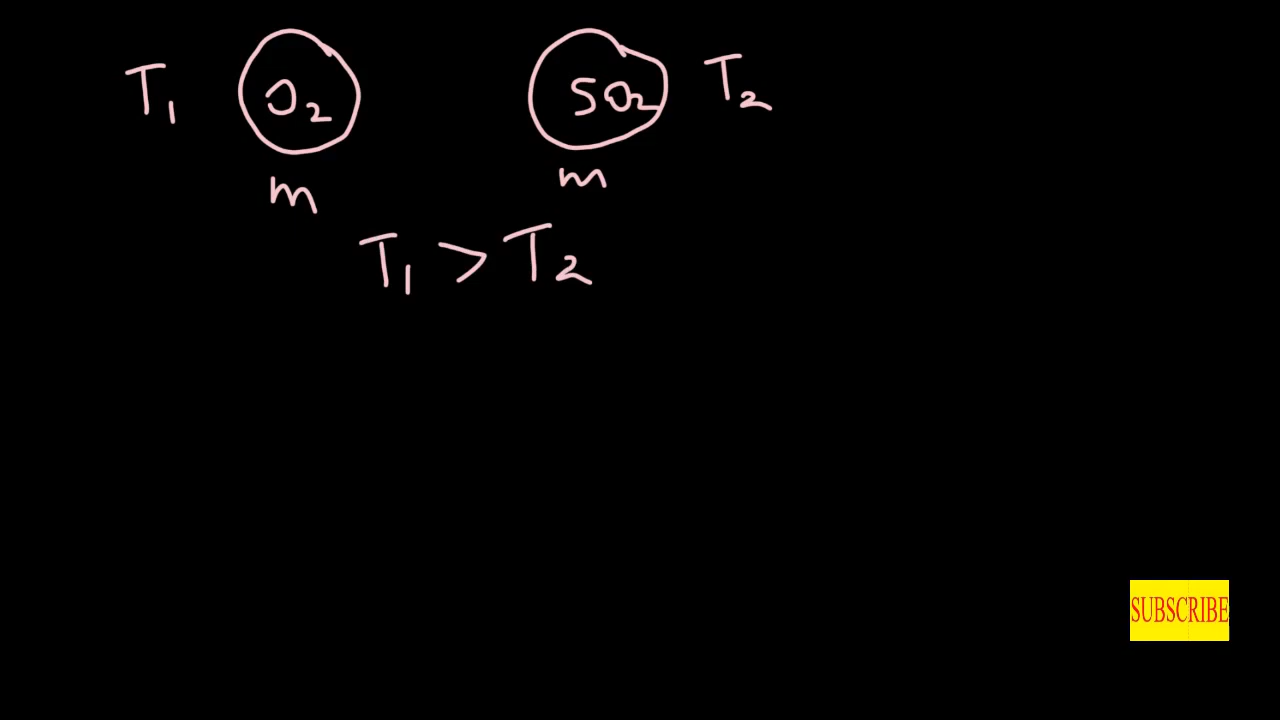 T₁ O₂ SO₂ T₂
m m
T₁ > T₂
SUBSCRIBE